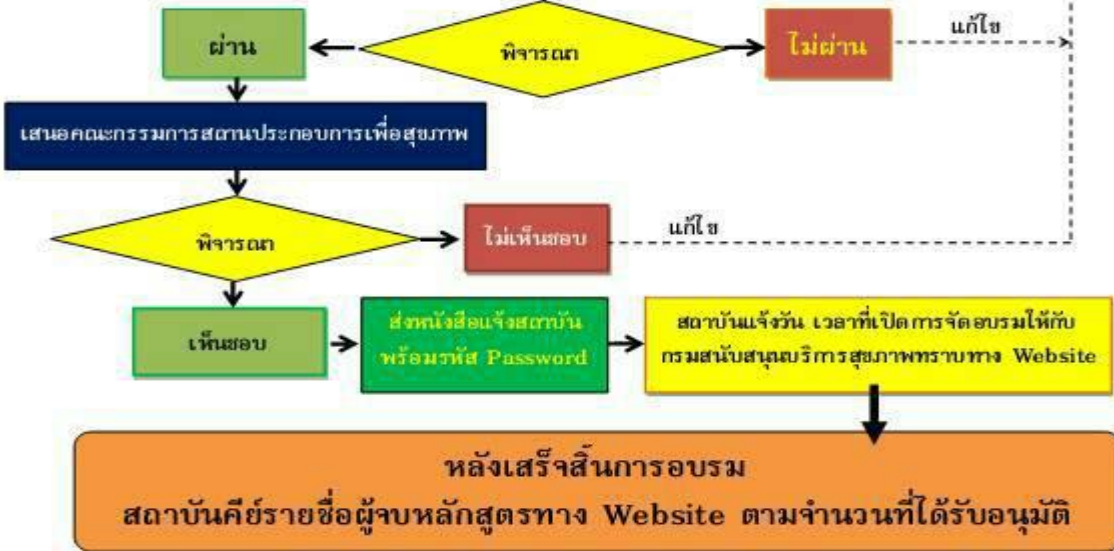 ผ่าน
พิจารณา
ไม่ผ่าน
แก้ไข
เสนอคณะกรรมการสถานประกอบการเพื่อสุขภาพ
พิจารณา
ไม่เห็นชอบ
แก้ไข
เห็นชอบ
ส่งหนังสือแจ้งสถาบัน
พร้อมรหัส Password
สถาบันแจ้งวัน เวลาที่เปิดการจัดอบรมให้กับ
กรมสนับสนุนบริการสุขภาพทราบทาง Website
หลังเสร็จสิ้นการอบรม
สถาบันคีย์รายชื่อผู้จบหลักสูตรทาง Website ตามจำนวนที่ได้รับอนุมัติ